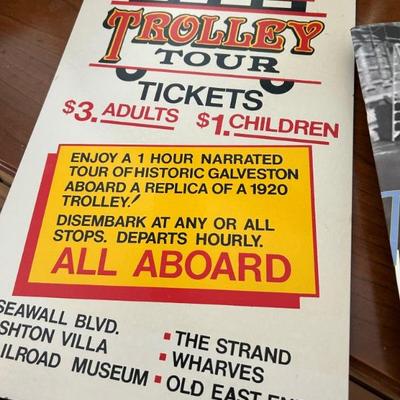 TROLLEY
TOUR
TICKETS
$3. ADULTS $1. CHILDREN
ENJOY A 1 HOUR NARRATED
TOUR OF HISTORIC GALVESTON
ABOARD A REPLICA OF A 1920
TROLLEY!
DISEMBARK AT ANY OR ALL
STOPS. DEPARTS HOURLY.
ALL ABOARD
SEAWALL BLVD.
SHTON VILLA
ILROAD MUSEUM
▪ THE STRAND
▪ WHARVES
▪ OLD EAST EN